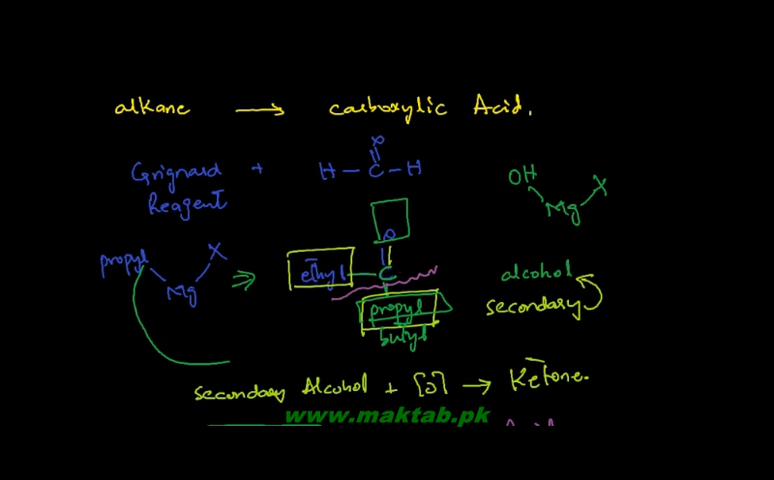 alkane → carboxylic Acid.
O
Grignard + H — C — H
Reagent
OH
Mg X
propyl Mg X ⇒ ethyl — C
O
propyl
butyl
alcohol
secondary
secondary Alcohol + [O] → Ketone.
www.maktab.pk